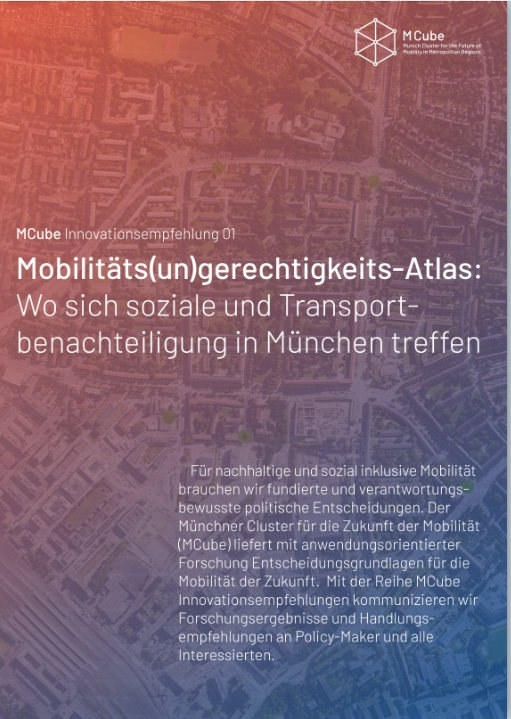 MCube
Munich Cluster for the Future of
Mobility in Metropolitan Regions
MCube Innovationsempfehlung 01
Mobilitäts(un)gerechtigkeits-Atlas:
Wo sich soziale und Transport-
benachteiligung in München treffen
Für nachhaltige und sozial inklusive Mobilität
brauchen wir fundierte und verantwortungs-
bewusste politische Entscheidungen. Der
Münchner Cluster für die Zukunft der Mobilität
(MCube) liefert mit anwendungsorientierter
Forschung Entscheidungsgrundlagen für die
Mobilität der Zukunft. Mit der Reihe MCube
Innovationsempfehlungen kommunizieren wir
Forschungsergebnisse und Handlungs-
empfehlungen an Policy-Maker und alle
Interessierten.